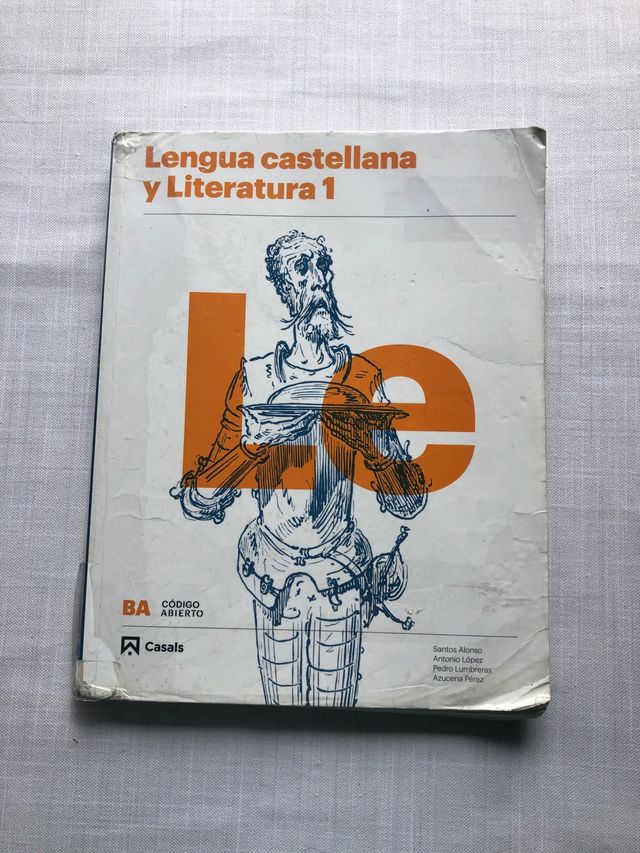 Lengua castellana
y Literatura 1
Le
BA CÓDIGO
ABIERTO
Casals
Santos Alonso
Antonio López
Pedro Lumbreras
Azucena Pérez